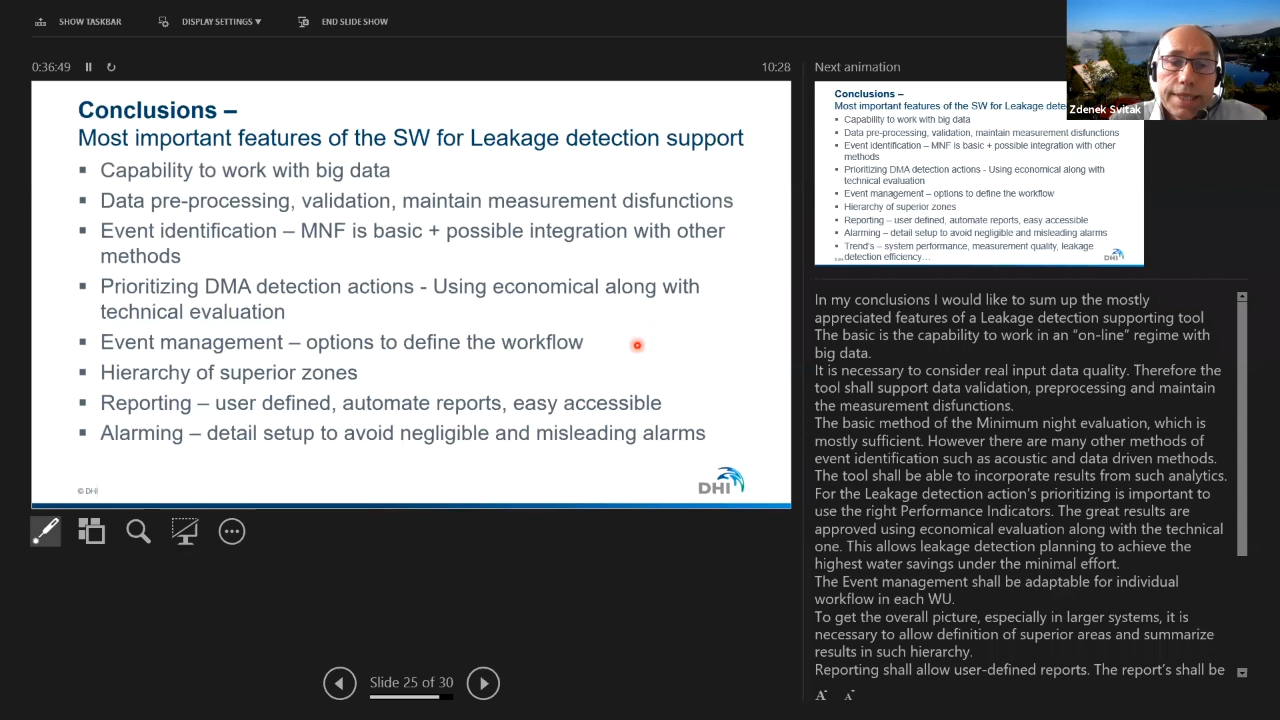 SHOW TASKBAR
DISPLAY SETTINGS ▼
END SLIDE SHOW
0:36:49
10:28
Conclusions –
Most important features of the SW for Leakage detection support
▪ Capability to work with big data
▪ Data pre-processing, validation, maintain measurement disfunctions
▪ Event identification – MNF is basic + possible integration with other
methods
▪ Prioritizing DMA detection actions - Using economical along with
technical evaluation
▪ Event management – options to define the workflow
▪ Hierarchy of superior zones
▪ Reporting – user defined, automate reports, easy accessible
▪ Alarming – detail setup to avoid negligible and misleading alarms
© DHI
DHI
Slide 25 of 30
Next animation
Zdenek Svitak
Conclusions –
Most important features of the SW for Leakage dete
▪ Capability to work with big data
▪ Data pre-processing, validation, maintain measurement disfunctions
▪ Event identification – MNF is basic + possible integration with other
methods
▪ Prioritizing DMA detection actions - Using economical along with
technical evaluation
▪ Event management – options to define the workflow
▪ Hierarchy of superior zones
▪ Reporting – user defined, automate reports, easy accessible
▪ Alarming – detail setup to avoid negligible and misleading alarms
▪ Trend's – system performance, measurement quality, leakage
detection efficiency…
DHI
In my conclusions I would like to sum up the mostly
appreciated features of a Leakage detection supporting tool
The basic is the capability to work in an “on-line” regime with
big data.
It is necessary to consider real input data quality. Therefore the
tool shall support data validation, preprocessing and maintain
the measurement disfunctions.
The basic method of the Minimum night evaluation, which is
mostly sufficient. However there are many other methods of
event identification such as acoustic and data driven methods.
The tool shall be able to incorporate results from such analytics.
For the Leakage detection action's prioritizing is important to
use the right Performance Indicators. The great results are
approved using economical evaluation along with the technical
one. This allows leakage detection planning to achieve the
highest water savings under the minimal effort.
The Event management shall be adaptable for individual
workflow in each WU.
To get the overall picture, especially in larger systems, it is
necessary to allow definition of superior areas and summarize
results in such hierarchy.
Reporting shall allow user-defined reports. The report's shall be
A A